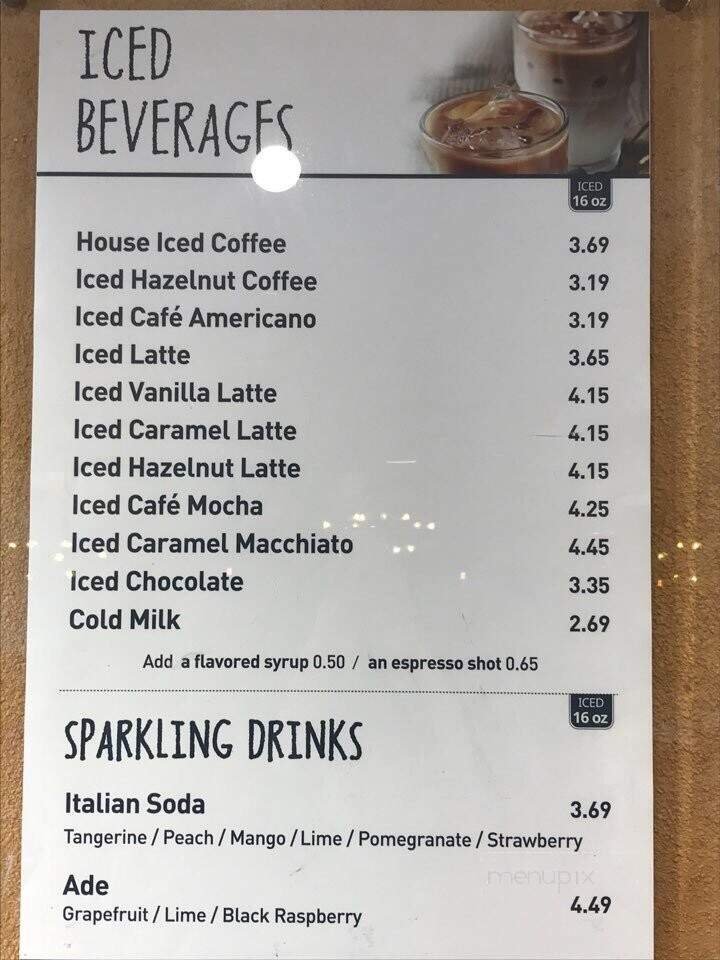 ICED
BEVERAGES
ICED
16 oz
House Iced Coffee 3.69
Iced Hazelnut Coffee 3.19
Iced Café Americano 3.19
Iced Latte 3.65
Iced Vanilla Latte 4.15
Iced Caramel Latte 4.15
Iced Hazelnut Latte 4.15
Iced Café Mocha 4.25
Iced Caramel Macchiato 4.45
Iced Chocolate 3.35
Cold Milk 2.69
Add a flavored syrup 0.50 / an espresso shot 0.65
ICED
16 oz
SPARKLING DRINKS
Italian Soda 3.69
Tangerine / Peach / Mango / Lime / Pomegranate / Strawberry
menupix
Ade 4.49
Grapefruit / Lime / Black Raspberry